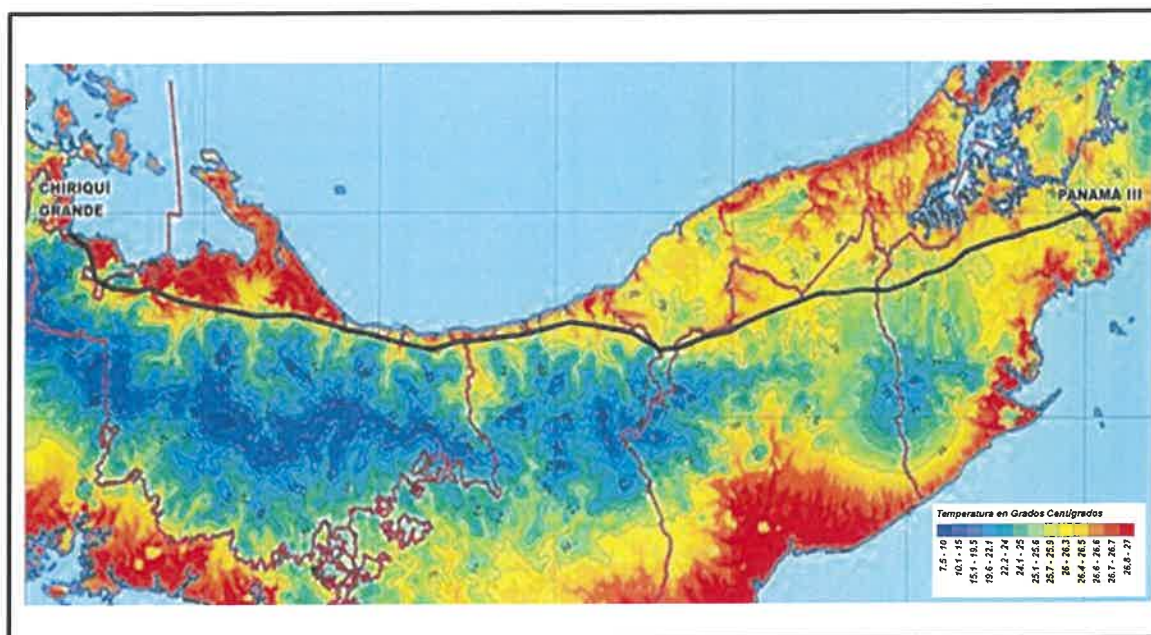 CHIRIQUI
GRANDE
PANAMA III
Temperatura en Grados Centígrados
7.5 - 10
10.1 - 15
15.1 - 19.5
19.6 - 22.1
22.2 - 24
24.1 - 25
25.1 - 25.6
25.7 - 25.9
26 - 26.3
26.4 - 26.5
26.6 - 26.6
26.7 - 26.7
26.8 - 27